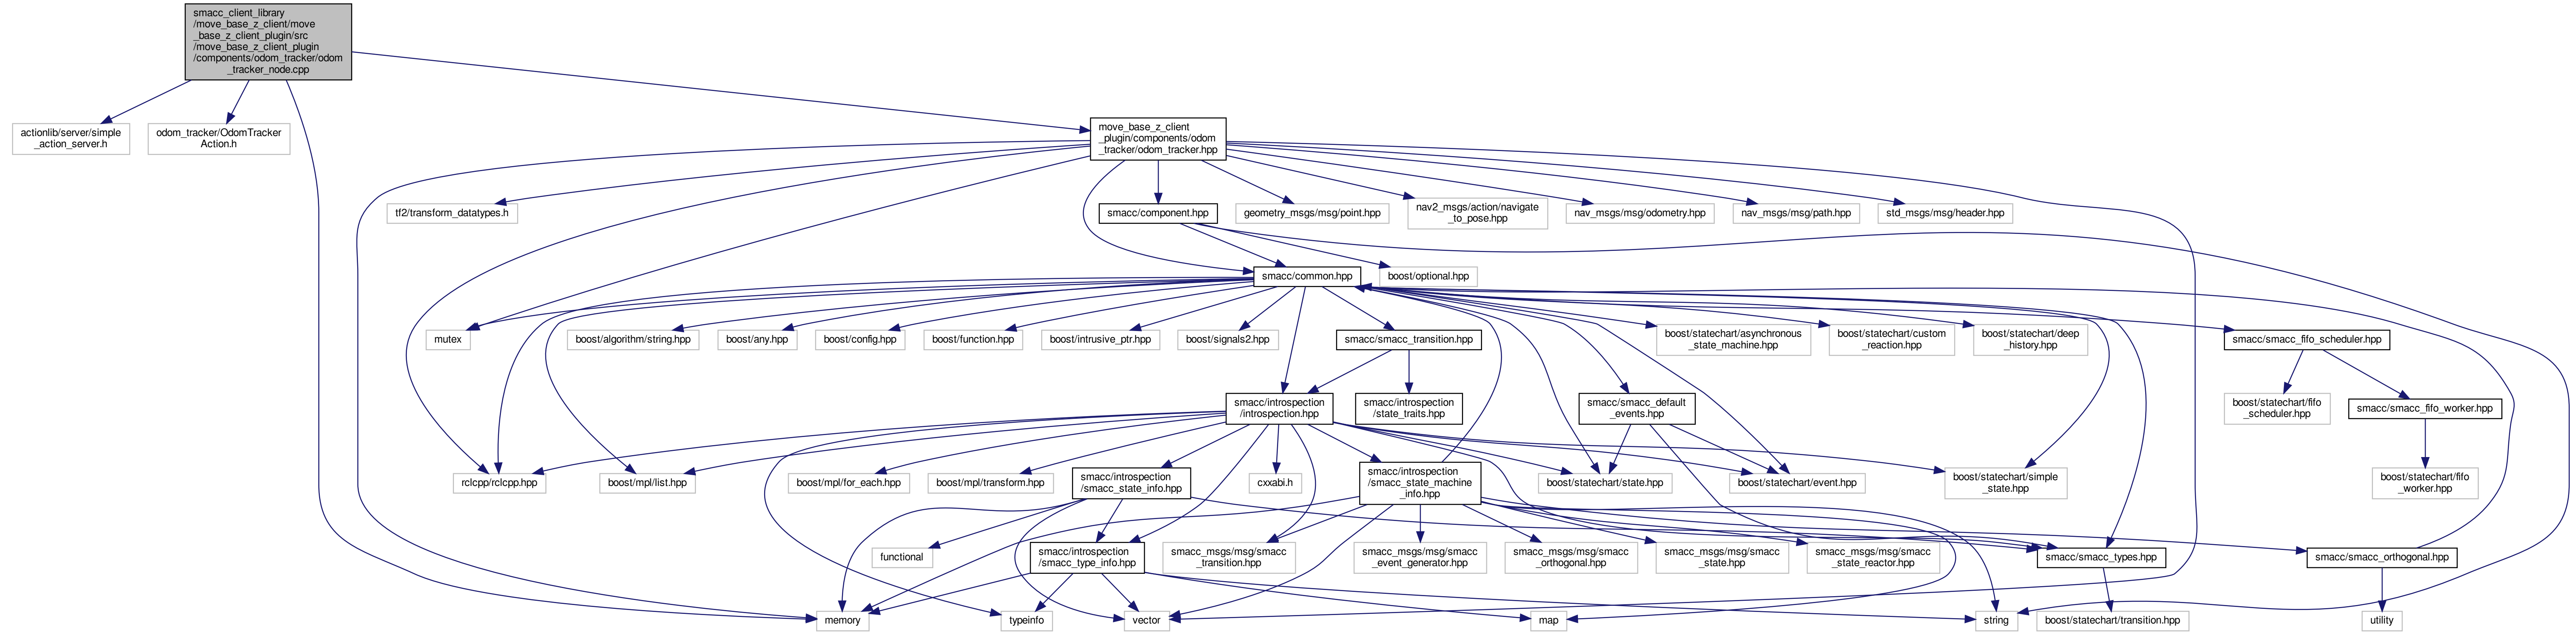 smacc_client_library
/move_base_z_client/move
_base_z_client_plugin/src
/move_base_z_client_plugin
/components/odom_tracker/odom
_tracker_node.cpp
actionlib/server/simple
_action_server.h
odom_tracker/OdomTracker
Action.h
move_base_z_client
_plugin/components/odom
_tracker/odom_tracker.hpp
tf2/transform_datatypes.h
smacc/component.hpp
geometry_msgs/msg/point.hpp
nav2_msgs/action/navigate
_to_pose.hpp
nav_msgs/msg/odometry.hpp
nav_msgs/msg/path.hpp
std_msgs/msg/header.hpp
smacc/common.hpp
boost/optional.hpp
mutex
boost/algorithm/string.hpp
boost/any.hpp
boost/config.hpp
boost/function.hpp
boost/intrusive_ptr.hpp
boost/signals2.hpp
smacc/smacc_transition.hpp
boost/statechart/asynchronous
_state_machine.hpp
boost/statechart/custom
_reaction.hpp
boost/statechart/deep
_history.hpp
smacc/smacc_fifo_scheduler.hpp
smacc/introspection
/introspection.hpp
smacc/introspection
/state_traits.hpp
smacc/smacc_default
_events.hpp
boost/statechart/fifo
_scheduler.hpp
smacc/smacc_fifo_worker.hpp
rclcpp/rclcpp.hpp
boost/mpl/list.hpp
boost/mpl/for_each.hpp
boost/mpl/transform.hpp
smacc/introspection
/smacc_state_info.hpp
cxxabi.h
smacc/introspection
/smacc_state_machine
_info.hpp
boost/statechart/state.hpp
boost/statechart/event.hpp
boost/statechart/simple
_state.hpp
boost/statechart/fifo
_worker.hpp
functional
smacc/introspection
/smacc_type_info.hpp
smacc_msgs/msg/smacc
_transition.hpp
smacc_msgs/msg/smacc
_event_generator.hpp
smacc_msgs/msg/smacc
_orthogonal.hpp
smacc_msgs/msg/smacc
_state.hpp
smacc_msgs/msg/smacc
_state_reactor.hpp
smacc/smacc_types.hpp
smacc/smacc_orthogonal.hpp
memory
typeinfo
vector
map
string
boost/statechart/transition.hpp
utility